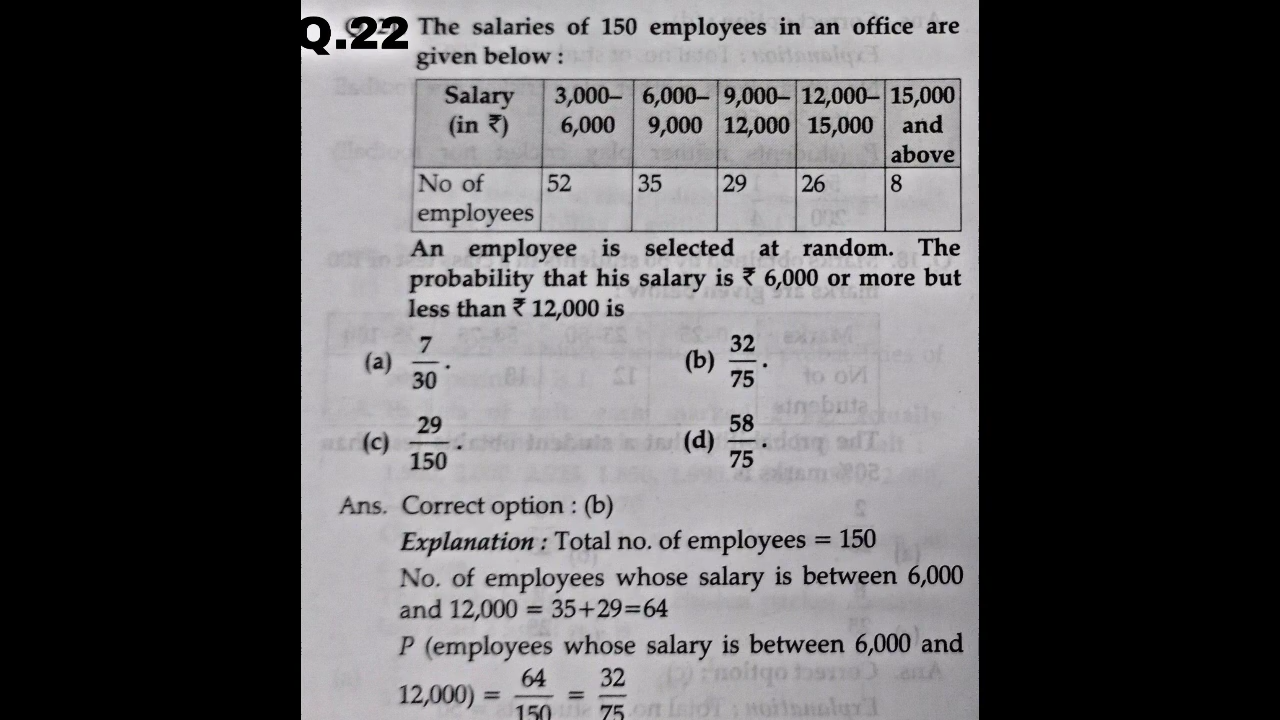 Q.22 The salaries of 150 employees in an office are
given below :
Salary (in ₹) 3,000– 6,000 6,000– 9,000 9,000– 12,000 12,000– 15,000 15,000 and above
No of employees 52 35 29 26 8
An employee is selected at random. The
probability that his salary is ₹ 6,000 or more but
less than ₹ 12,000 is
(a) 7/30 . (b) 32/75 .
(c) 29/150 . (d) 58/75 .
Ans. Correct option : (b)
Explanation : Total no. of employees = 150
No. of employees whose salary is between 6,000
and 12,000 = 35+29=64
P (employees whose salary is between 6,000 and
12,000) = 64/150 = 32/75